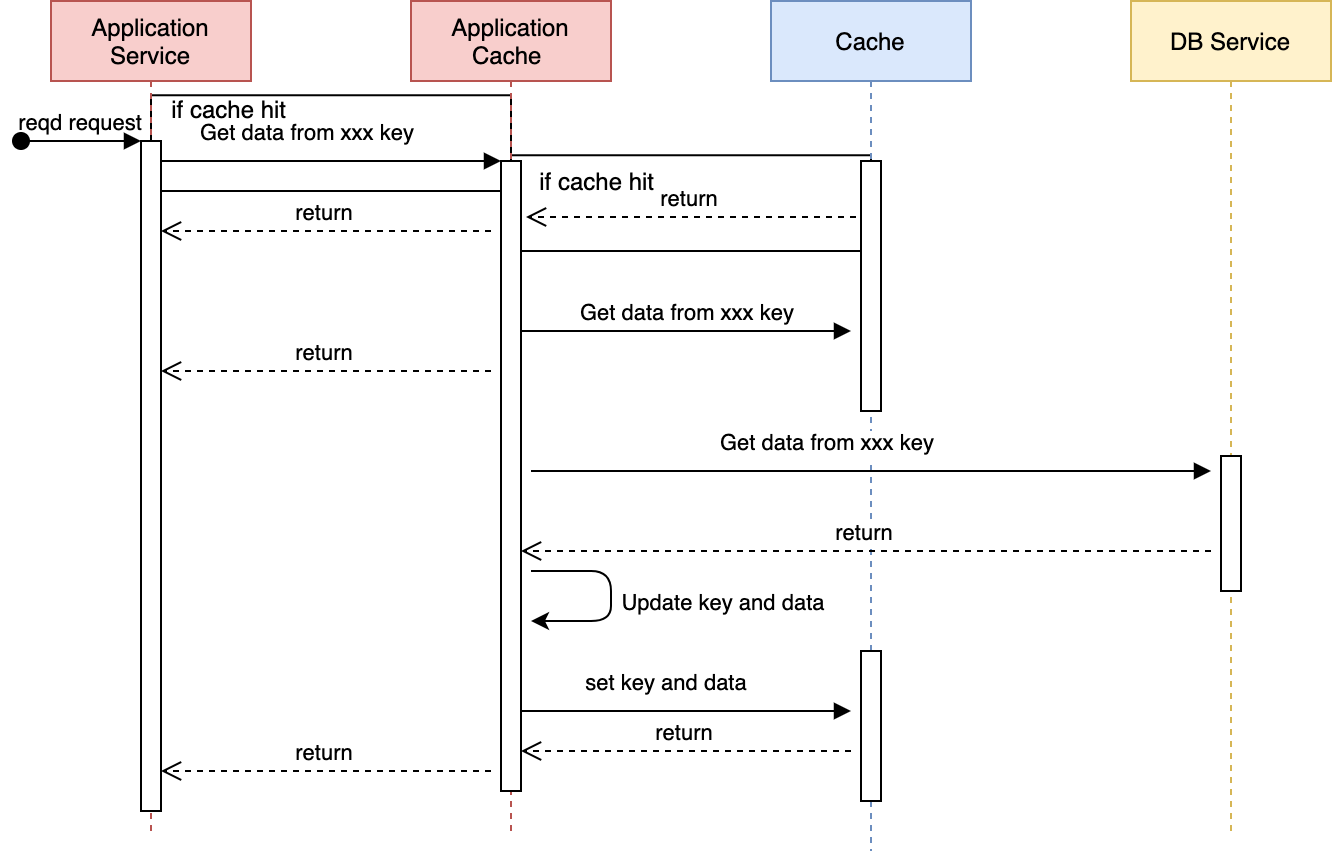 Application
Service
Application
Cache
Cache
DB Service
if cache hit
reqd request
Get data from xxx key
if cache hit
return
return
Get data from xxx key
return
Get data from xxx key
return
Update key and data
set key and data
return
return